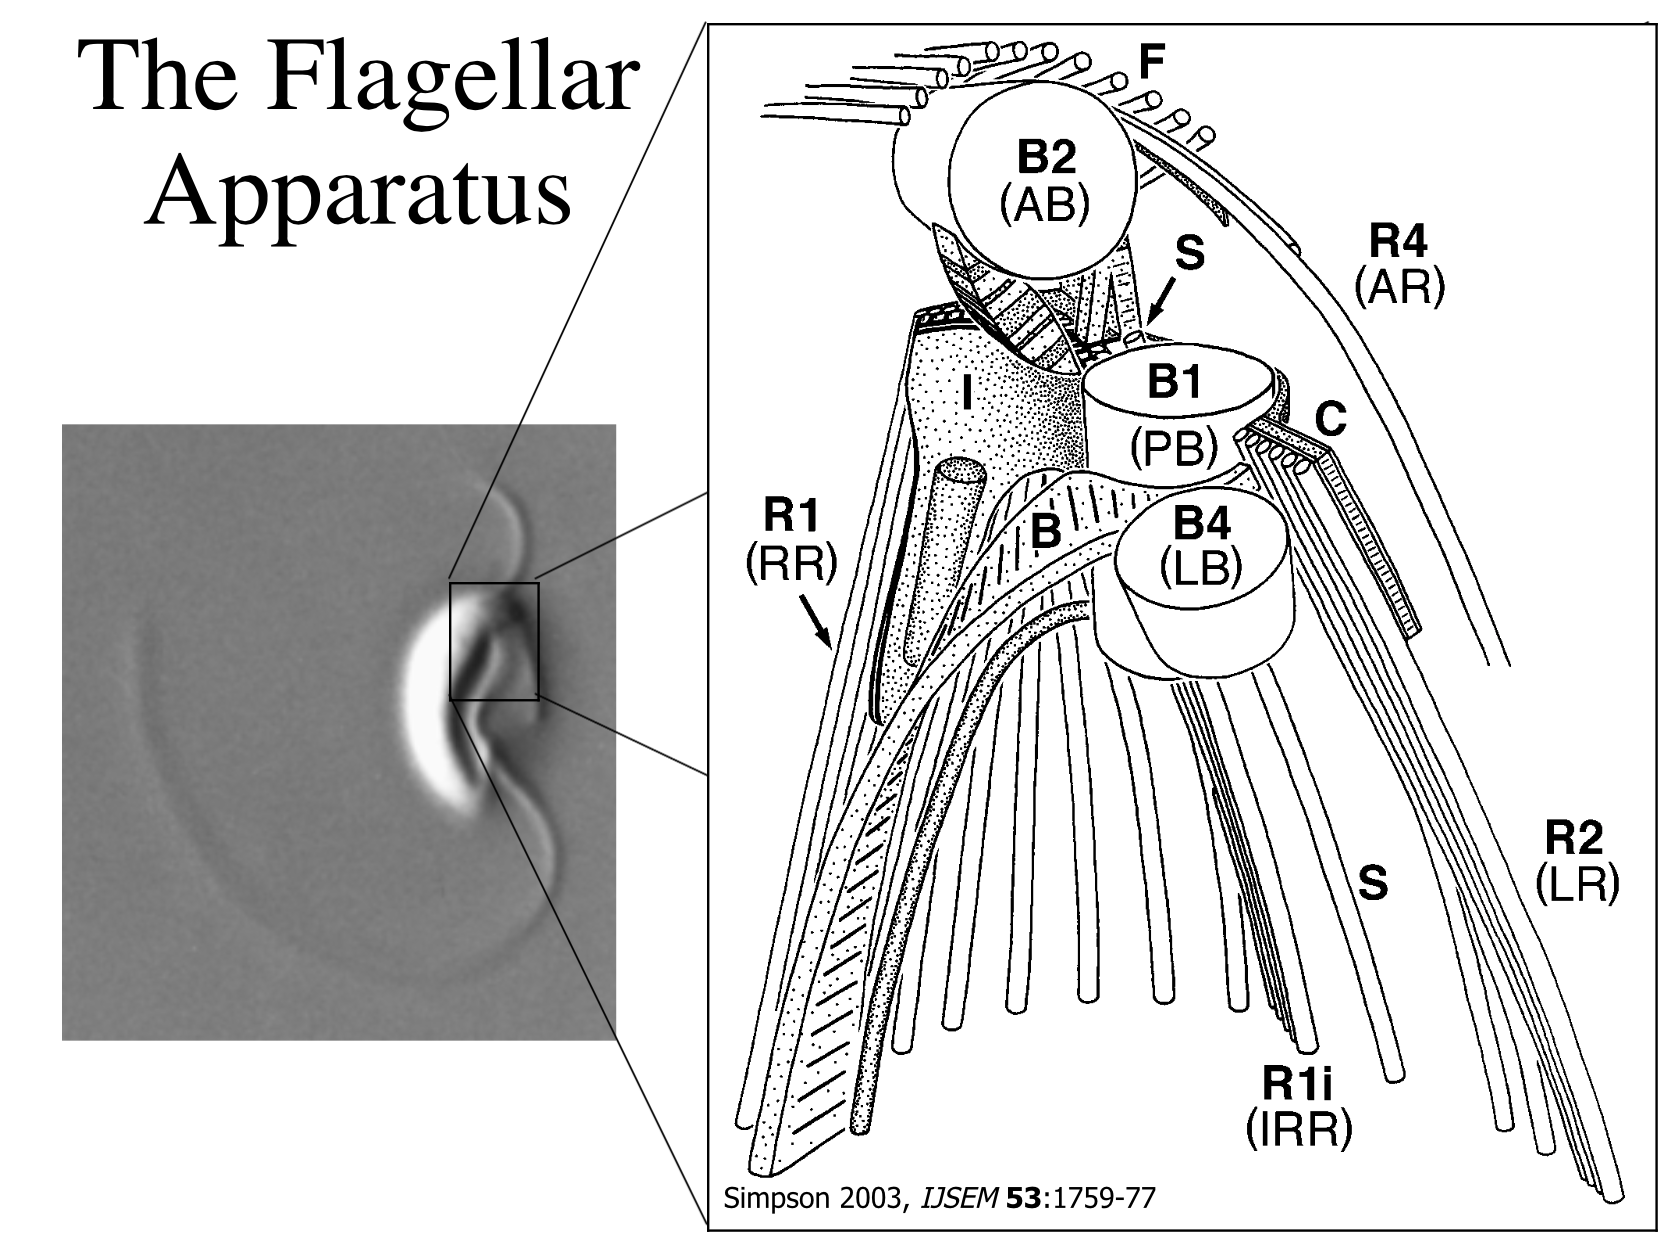 The Flagellar
Apparatus
F
B2
(AB)
S
R4
(AR)
I
B1
(PB)
C
R1
(RR)
B
B4
(LB)
R2
(LR)
S
R1i
(IRR)
Simpson 2003, IJSEM 53:1759-77